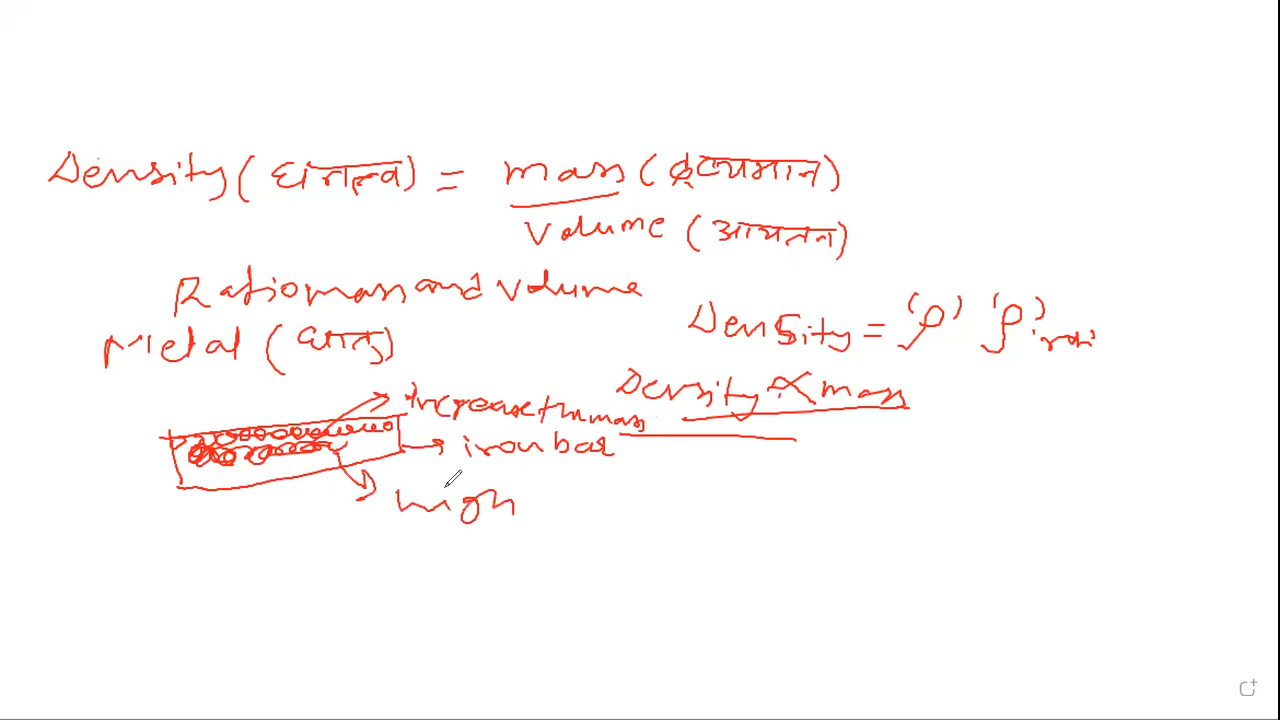 Density (घनत्व) = mass (द्रव्यमान)
Volume (आयतन)
Ratio mass and volume
Density = 'ρ' 'ρ'
Metal (धातु)
Density ∝ mass
Increase the mass
iron bar
high